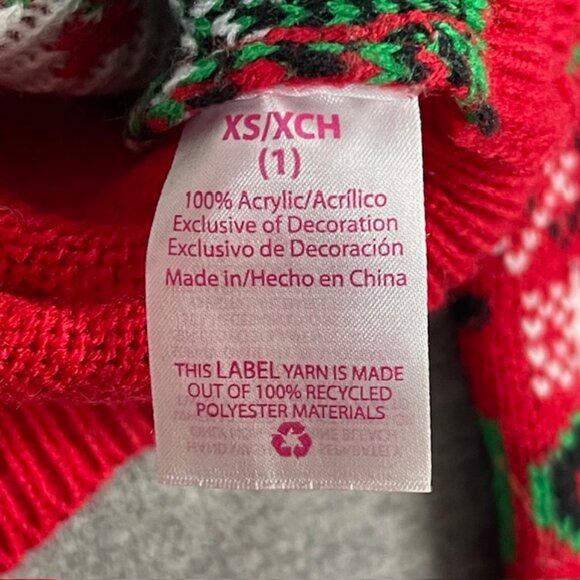 XS/XCH
(1)
100% Acrylic/Acrílico
Exclusive of Decoration
Exclusivo de Decoración
Made in/Hecho en China
THIS LABEL YARN IS MADE
OUT OF 100% RECYCLED
POLYESTER MATERIALS